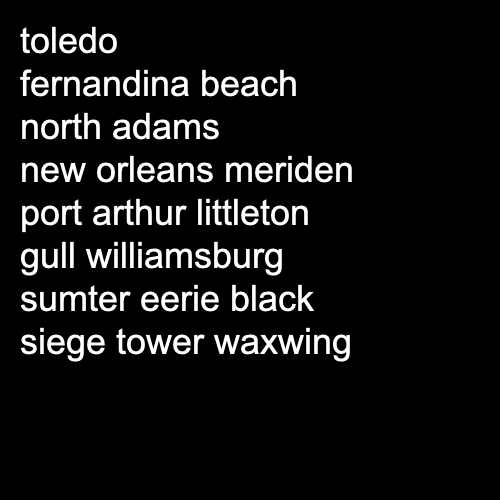 toledo
fernandina beach
north adams
new orleans meriden
port arthur littleton
gull williamsburg
sumter eerie black
siege tower waxwing